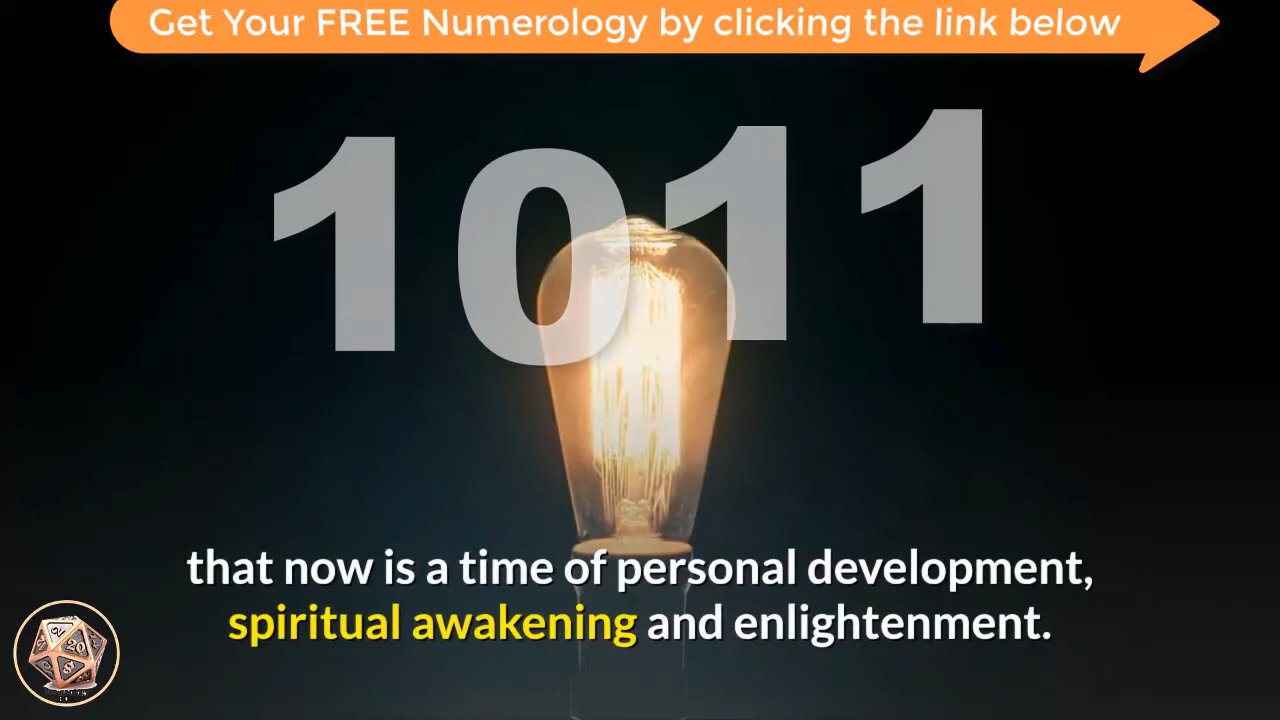 Get Your FREE Numerology by clicking the link below
1011
that now is a time of personal development,
spiritual awakening and enlightenment.
20